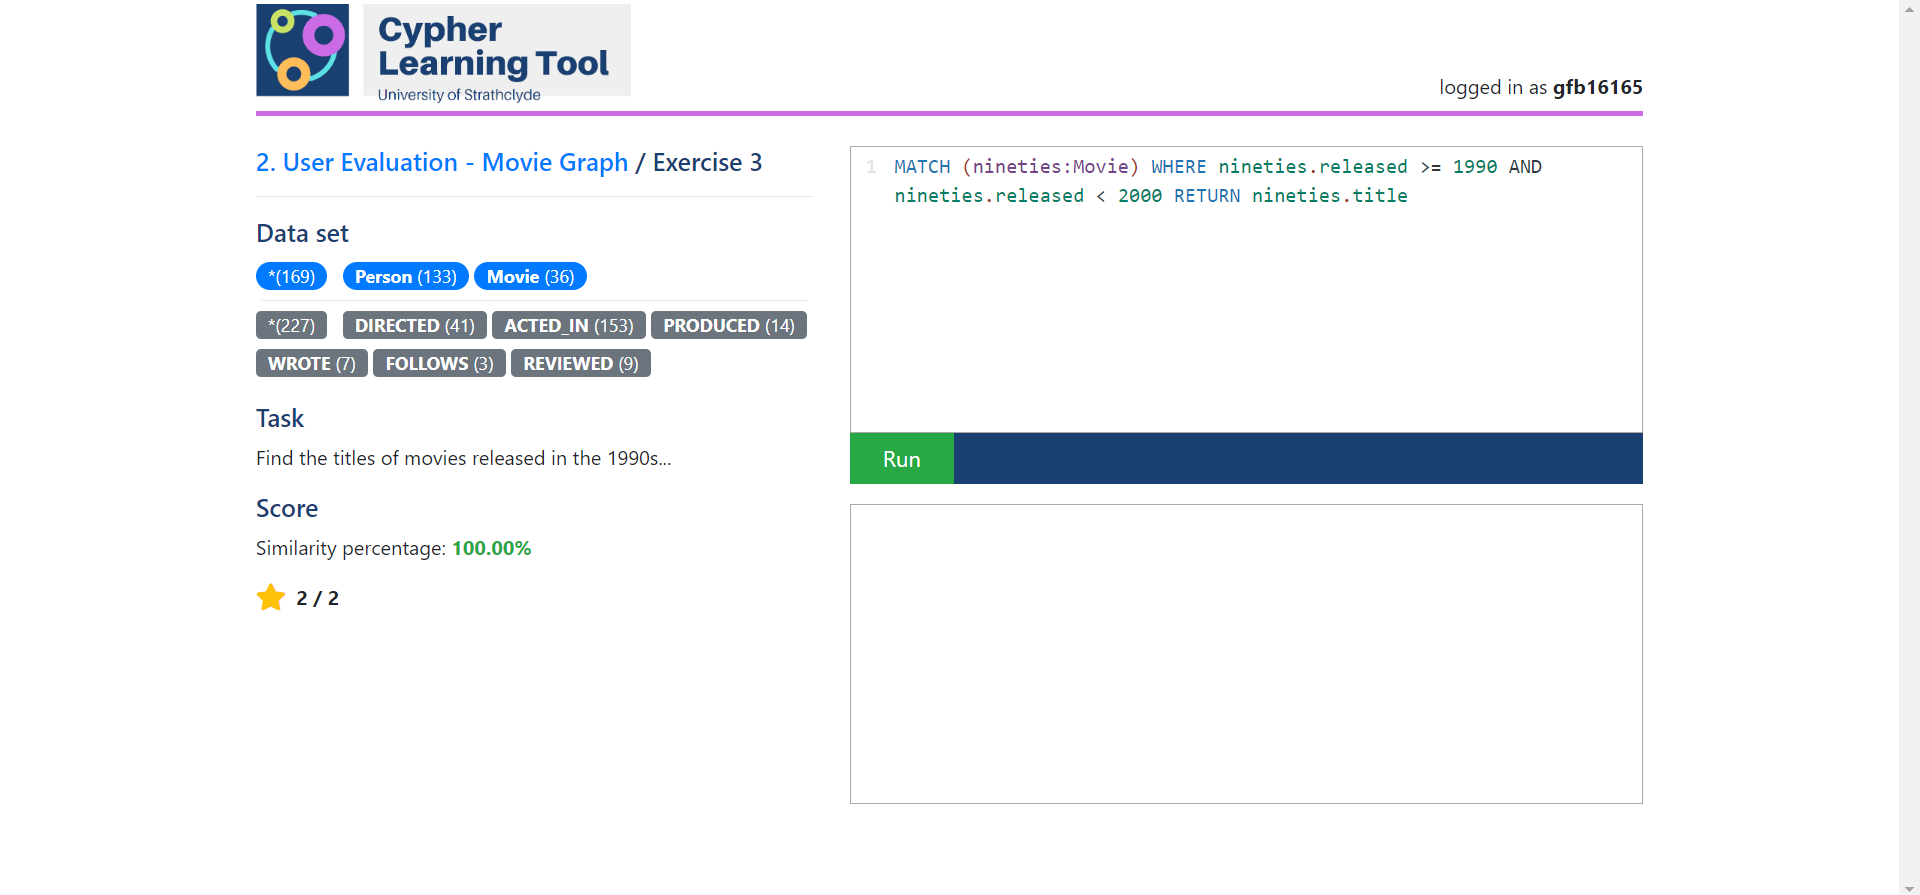 Cypher
Learning Tool
University of Strathclyde
logged in as gfb16165
2. User Evaluation - Movie Graph / Exercise 3
Data set
*(169) Person (133) Movie (36)
*(227) DIRECTED (41) ACTED_IN (153) PRODUCED (14)
WROTE (7) FOLLOWS (3) REVIEWED (9)
Task
Find the titles of movies released in the 1990s...
Score
Similarity percentage: 100.00%
2 / 2
1 MATCH (nineties:Movie) WHERE nineties.released >= 1990 AND
nineties.released < 2000 RETURN nineties.title
Run